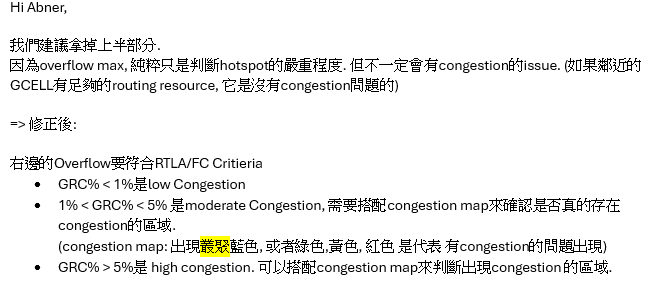 Hi Abner,
我們建議拿掉上半部分.
因為overflow max, 純粹只是判斷hotspot的嚴重程度. 但不一定會有congestion的issue. (如果鄰近的
GCELL有足夠的routing resource, 它是沒有congestion問題的)
=> 修正後:
右邊的Overflow要符合RTLA/FC Critieria
• GRC% < 1%是low Congestion
• 1% < GRC% < 5% 是moderate Congestion, 需要搭配congestion map來確認是否真的存在
congestion的區域.
(congestion map: 出現叢聚藍色, 或者綠色,黃色, 紅色 是代表 有congestion的問題出現)
• GRC% > 5%是 high congestion. 可以搭配congestion map來判斷出現congestion的區域.